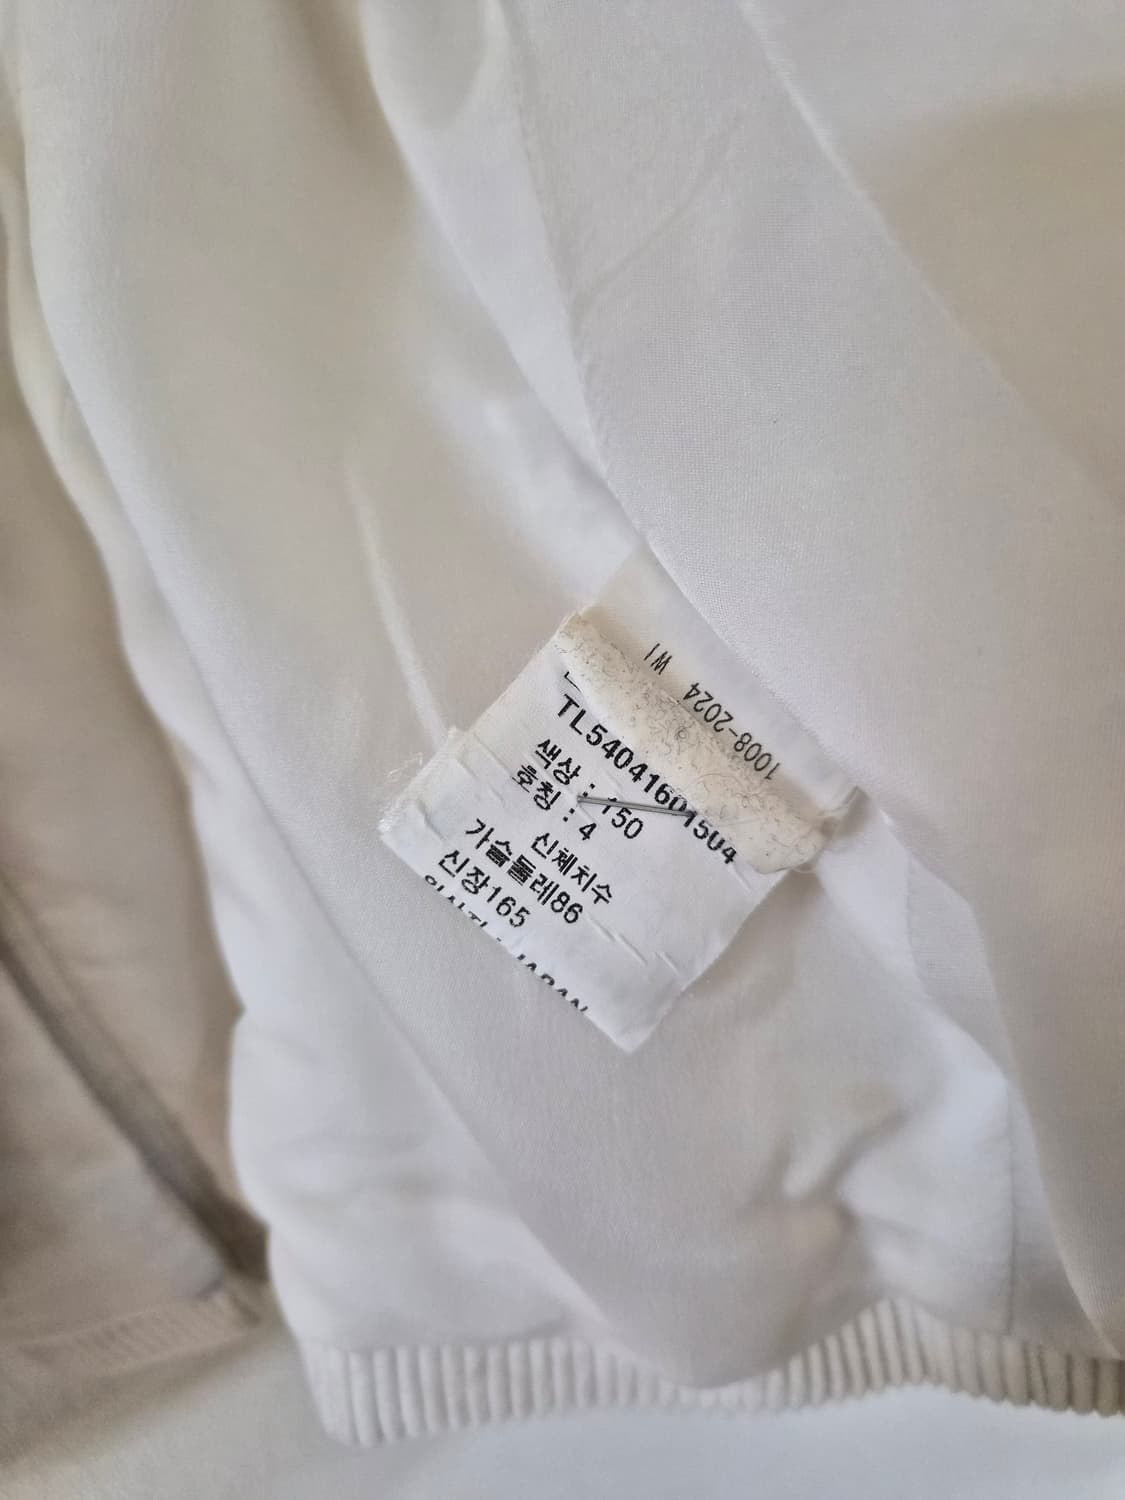 1008-2024 WI
TL54041601504
색상 : 150
호칭 : 4
신체치수
가슴둘레86
신장165
JAPAN